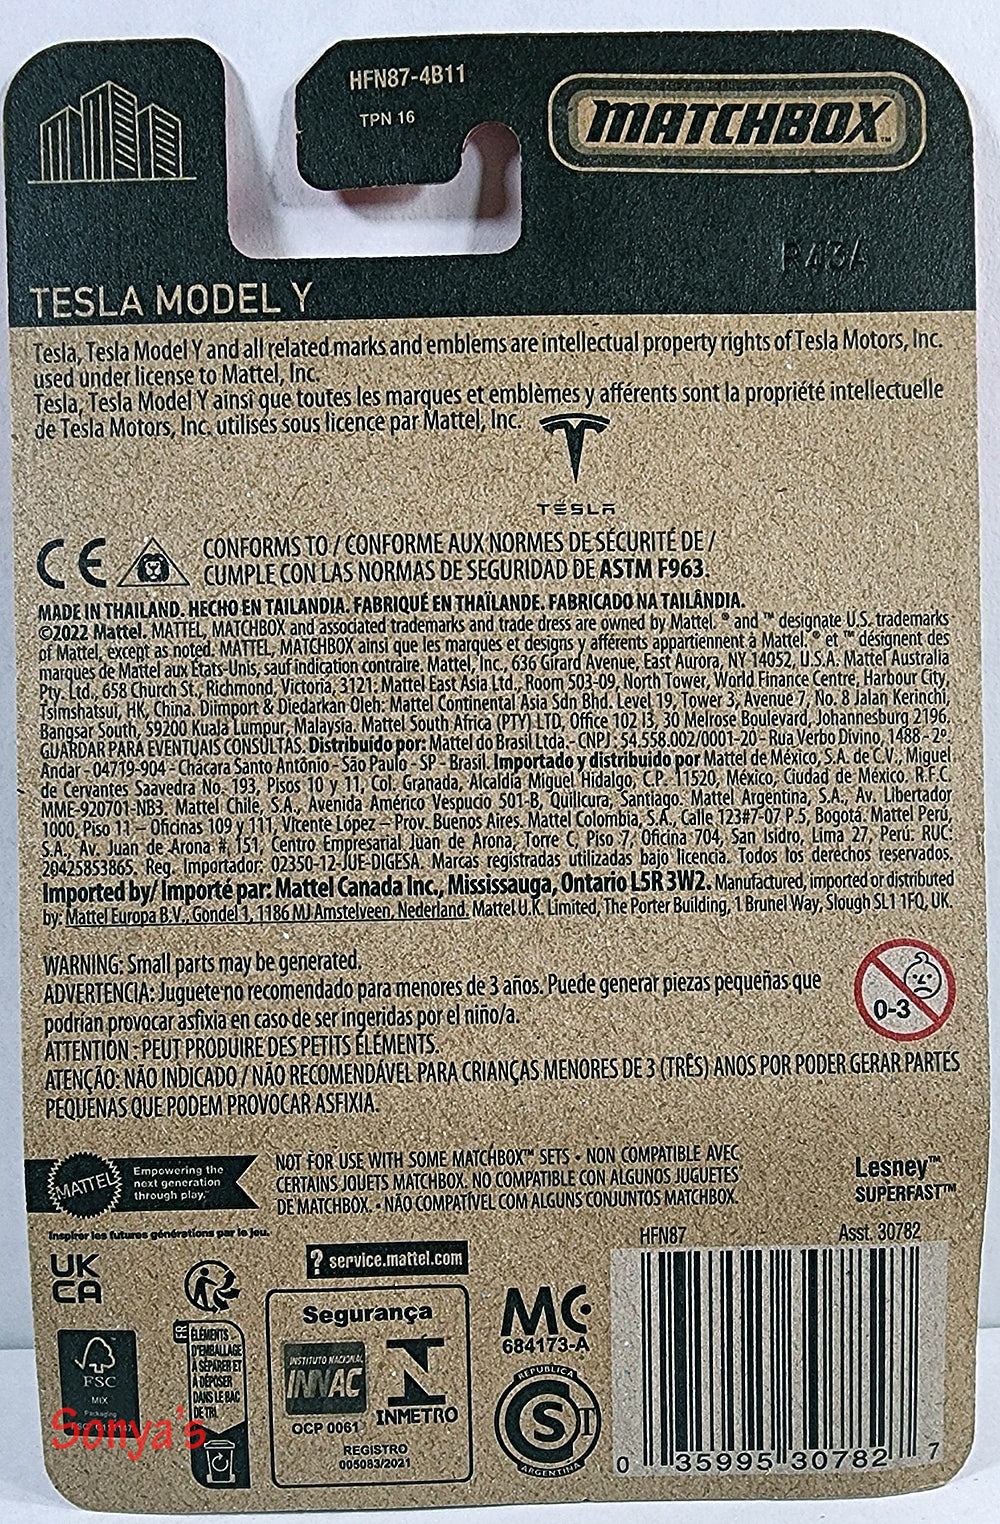 HFN87-4B11
TPN 16
MATCHBOX™
R43A
TESLA MODEL Y
Tesla, Tesla Model Y and all related marks and emblems are intellectual property rights of Tesla Motors, Inc.
used under license to Mattel, Inc.
Tesla, Tesla Model Y ainsi que toutes les marques et emblèmes y afférents sont la propriété intellectuelle
de Tesla Motors, Inc. utilisés sous licence par Mattel, Inc.
TESLA
CE
CONFORMS TO / CONFORME AUX NORMES DE SÉCURITÉ DE /
CUMPLE CON LAS NORMAS DE SEGURIDAD DE ASTM F963.
MADE IN THAILAND. HECHO EN TAILANDIA. FABRIQUÉ EN THAÏLANDE. FABRICADO NA TAILÂNDIA.
©2022 Mattel. MATTEL, MATCHBOX and associated trademarks and trade dress are owned by Mattel. ® and ™ designate U.S. trademarks
of Mattel, except as noted. MATTEL, MATCHBOX ainsi que les marques et designs y afférents appartiennent à Mattel. ® et ™ désignent des
marques de Mattel aux États-Unis, sauf indication contraire. Mattel, Inc., 636 Girard Avenue, East Aurora, NY 14052, U.S.A. Mattel Australia
Pty. Ltd., 658 Church St., Richmond, Victoria, 3121. Mattel East Asia Ltd., Room 503-09, North Tower, World Finance Centre, Harbour City,
Tsimshatsui, HK, China. Diimport & Diedarkan Oleh: Mattel Continental Asia Sdn Bhd. Level 19, Tower 3, Avenue 7, No. 8 Jalan Kerinchi,
Bangsar South, 59200 Kuala Lumpur, Malaysia. Mattel South Africa (PTY) LTD, Office 102 I3, 30 Melrose Boulevard, Johannesburg 2196.
GUARDAR PARA EVENTUAIS CONSULTAS. Distribuido por: Mattel do Brasil Ltda.- CNPJ : 54.558.002/0001-20 - Rua Verbo Divino, 1488 - 2º.
Andar - 04719-904 - Chácara Santo Antônio - São Paulo - SP - Brasil. Importado y distribuido por Mattel de México, S.A. de C.V., Miguel
de Cervantes Saavedra No. 193, Pisos 10 y 11, Col. Granada, Alcaldía Miguel Hidalgo, C.P. 11520, México, Ciudad de México. R.F.C.
MME-920701-NB3. Mattel Chile, S.A., Avenida Américo Vespucio 501-B, Quilicura, Santiago. Mattel Argentina, S.A., Av. Libertador
1000, Piso 11 – Oficinas 109 y 111, Vicente López – Prov. Buenos Aires. Mattel Colombia, S.A., Calle 123#7-07 P.5, Bogotá. Mattel Perú,
S.A., Av. Juan de Arona # 151, Centro Empresarial Juan de Arona, Torre C, Piso 7, Oficina 704, San Isidro, Lima 27, Perú. RUC:
20425853865. Reg. Importador: 02350-12-JUE-DIGESA. Marcas registradas utilizadas bajo licencia. Todos los derechos reservados.
Imported by/ Importé par: Mattel Canada Inc., Mississauga, Ontario L5R 3W2. Manufactured, imported or distributed
by: Mattel Europa B.V., Gondel 1, 1186 MJ Amstelveen, Nederland. Mattel U.K. Limited, The Porter Building, 1 Brunel Way, Slough SL1 1FQ, UK.
WARNING: Small parts may be generated.
ADVERTENCIA: Juguete no recomendado para menores de 3 años. Puede generar piezas pequeñas que
podrían provocar asfixia en caso de ser ingeridas por el niño/a.
ATTENTION : PEUT PRODUIRE DES PETITS ÉLÉMENTS.
ATENÇÃO: NÃO INDICADO / NÃO RECOMENDÁVEL PARA CRIANÇAS MENORES DE 3 (TRÊS) ANOS POR PODER GERAR PARTES
PEQUENAS QUE PODEM PROVOCAR ASFIXIA.
0-3
MATTEL
Empowering the
next generation
through play.™
Inspirer les futures générations par le jeu.
NOT FOR USE WITH SOME MATCHBOX™ SETS • NON COMPATIBLE AVEC
CERTAINS JOUETS MATCHBOX. NO COMPATIBLE CON ALGUNOS JUGUETES
DE MATCHBOX. • NÃO COMPATÍVEL COM ALGUNS CONJUNTOS MATCHBOX.
Lesney™
SUPERFAST™
UK
CA
? service.mattel.com
HFN87
Asst. 30782
FSC
MIX
Packaging
FR
ÉLÉMENTS
D'EMBALLAGE
À SÉPARER ET
À DÉPOSER
DANS LE BAC
DE TRI
Segurança
INSTITUTO NACIONAL
INNAC
OCP 0061
INMETRO
REGISTRO
005083/2021
MC
684173-A
REPUBLICA
S T
ARGENTINA
0 35995 30782 7
Sonya's